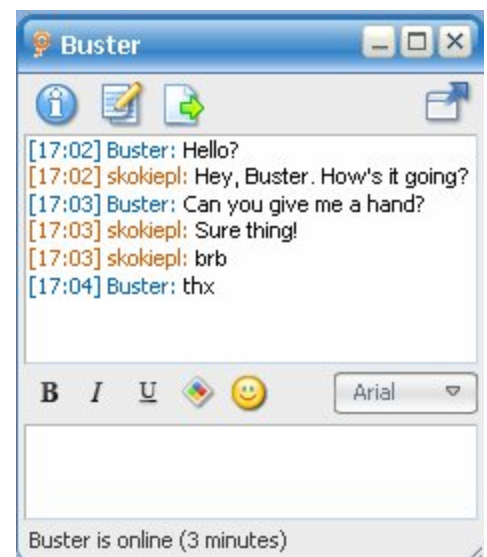 Buster
[17:02] Buster: Hello?
[17:02] skokiepl: Hey, Buster. How's it going?
[17:03] Buster: Can you give me a hand?
[17:03] skokiepl: Sure thing!
[17:03] skokiepl: brb
[17:04] Buster: thx
B I U Arial
Buster is online (3 minutes)